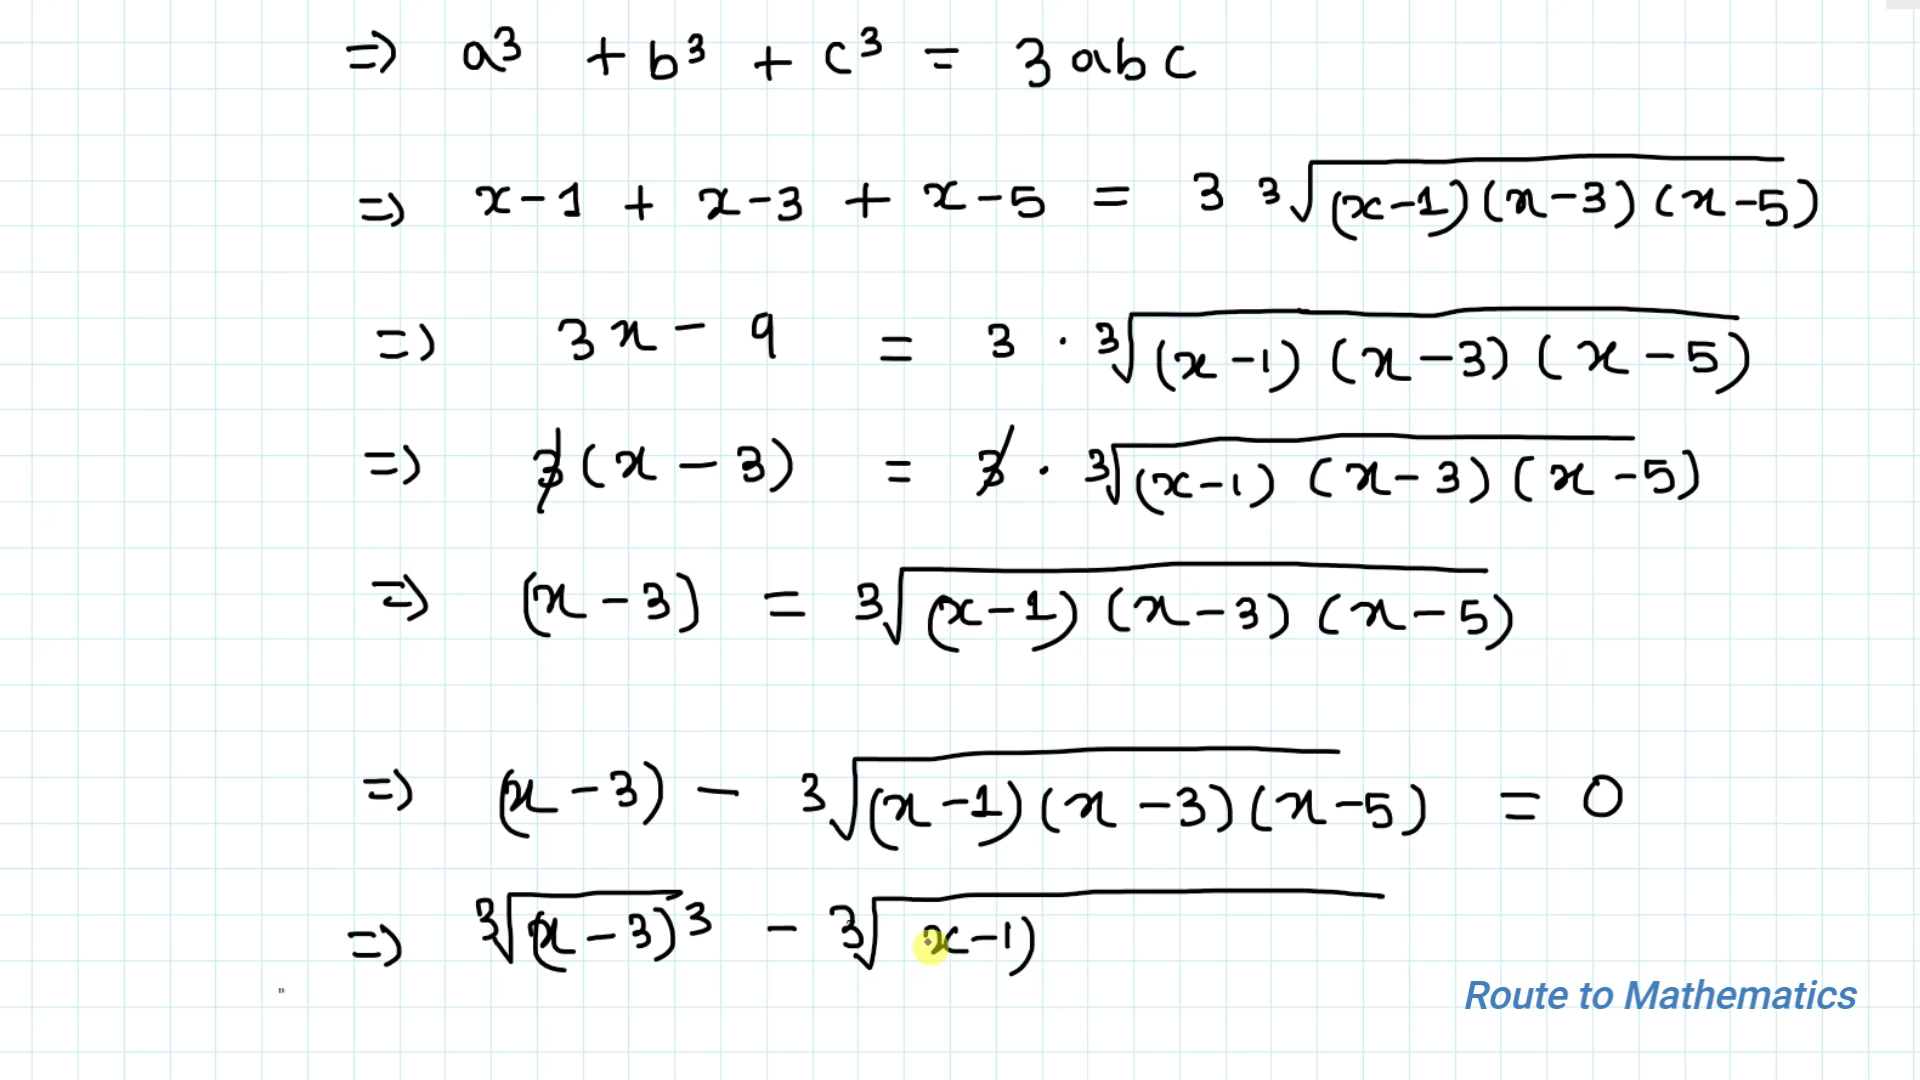 ⇒ a³ + b³ + c³ = 3abc
⇒ x-1 + x-3 + x-5 = 3 ∛(x-1)(x-3)(x-5)
⇒ 3x - 9 = 3 · ∛(x-1)(x-3)(x-5)
⇒ 3(x-3) = 3 · ∛(x-1)(x-3)(x-5)
⇒ (x-3) = ∛(x-1)(x-3)(x-5)
⇒ (x-3) - ∛(x-1)(x-3)(x-5) = 0
⇒ ∛(x-3)³ - ∛ x-1)
"
Route to Mathematics